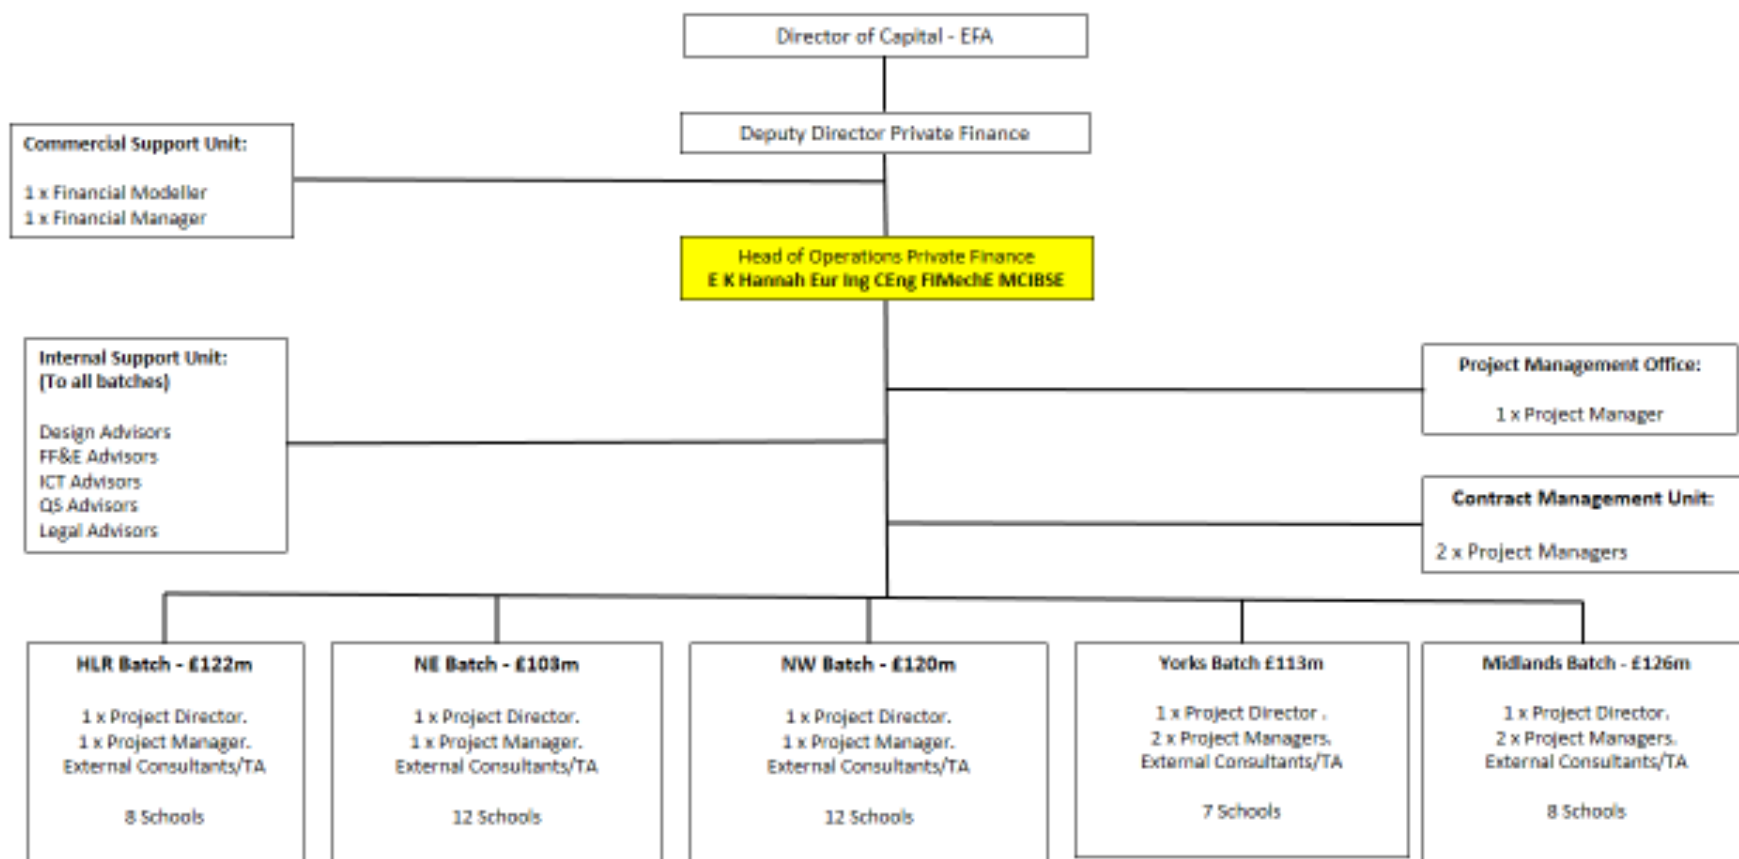 Director of Capital - EFA
Deputy Director Private Finance
Commercial Support Unit:
1 x Financial Modeller
1 x Financial Manager
Head of Operations Private Finance
E K Hannah Eur Ing CEng FIMechE MCIBSE
Internal Support Unit:
(To all batches)
Design Advisors
FF&E Advisors
ICT Advisors
QS Advisors
Legal Advisors
Project Management Office:
1 x Project Manager
Contract Management Unit:
2 x Project Managers
HLR Batch - £122m
1 x Project Director.
1 x Project Manager.
External Consultants/TA
8 Schools
NE Batch - £103m
1 x Project Director.
1 x Project Manager.
External Consultants/TA
12 Schools
NW Batch - £120m
1 x Project Director.
1 x Project Manager.
External Consultants/TA
12 Schools
Yorks Batch £113m
1 x Project Director .
2 x Project Managers.
External Consultants/TA
7 Schools
Midlands Batch - £126m
1 x Project Director.
2 x Project Managers.
External Consultants/TA
8 Schools